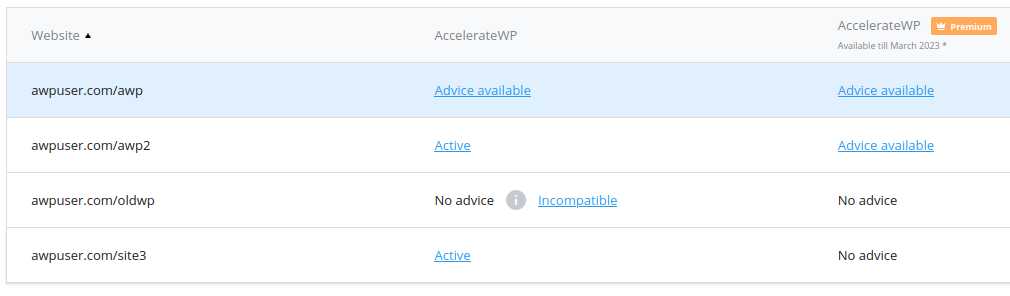 Website AccelerateWP AccelerateWP Premium
Available till March 2023 *
awpuser.com/awp Advice available Advice available
awpuser.com/awp2 Active Advice available
awpuser.com/oldwp No advice i Incompatible No advice
awpuser.com/site3 Active No advice